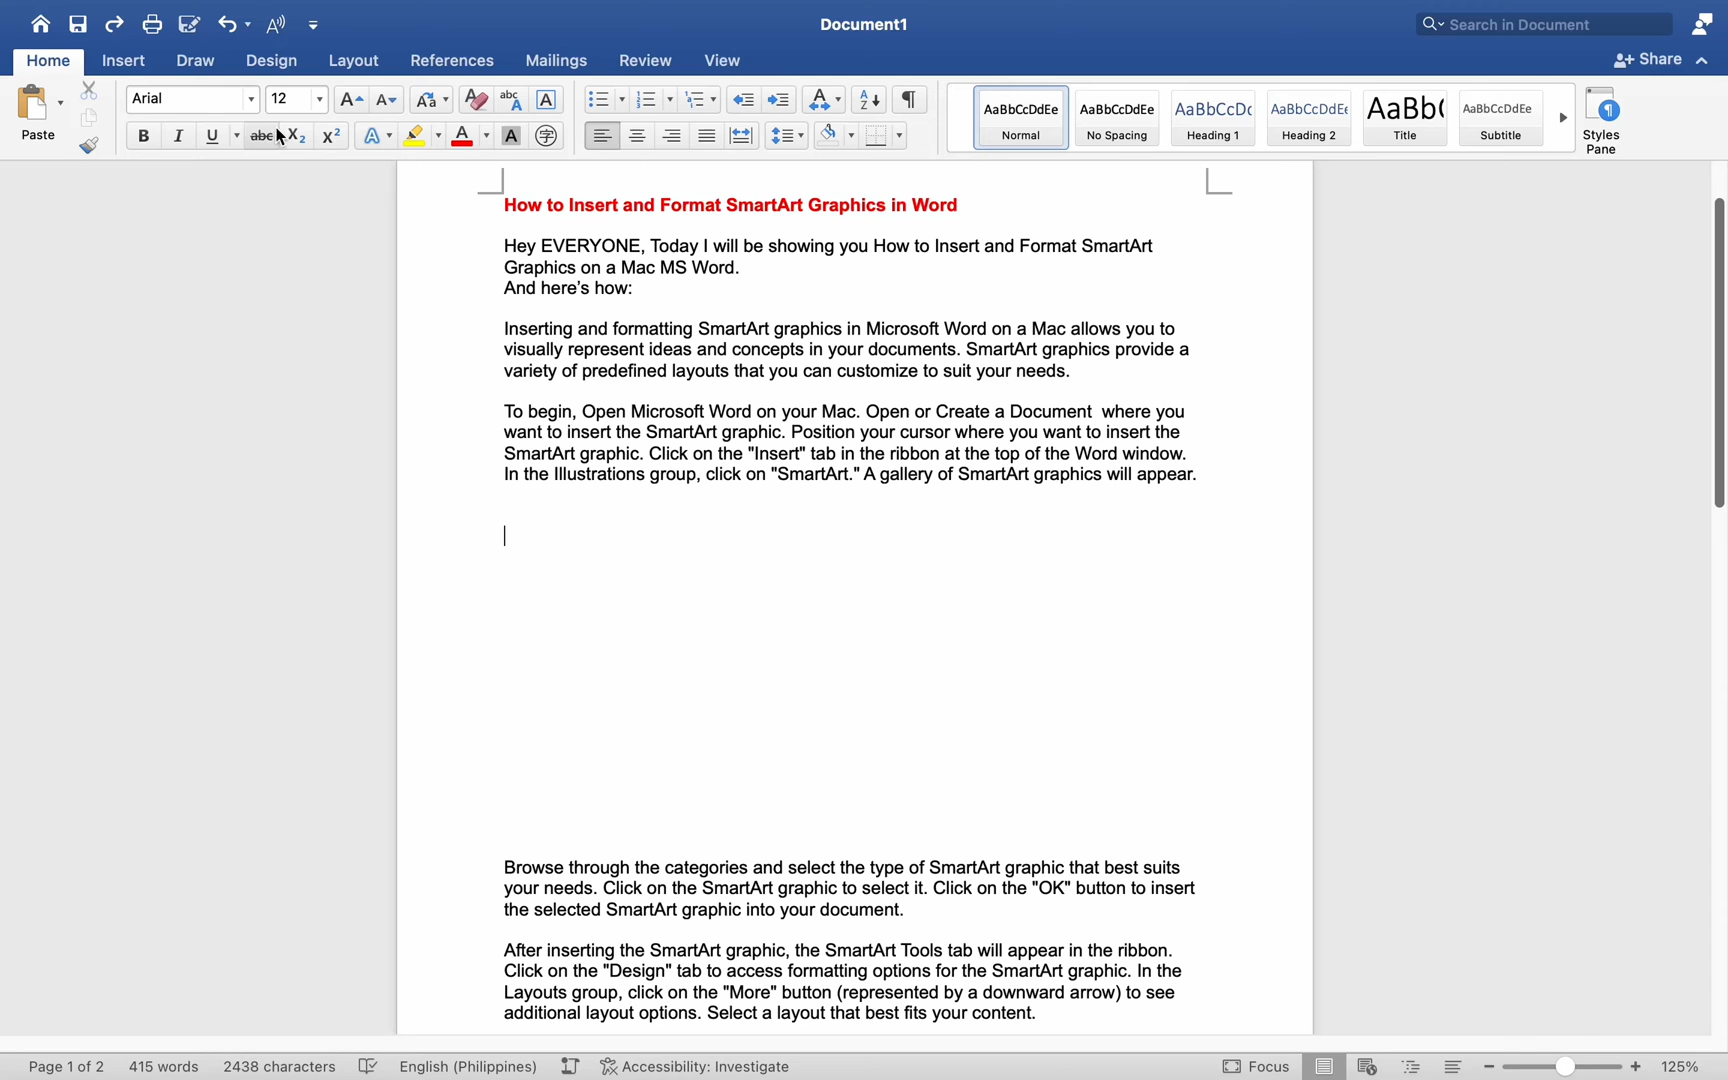 Document1
Search in Document
Home Insert Draw Design Layout References Mailings Review View
Share
Paste
Arial 12
Aa
abc
A
B I U abc X₂ X²
AaBbCcDdEe AaBbCcDdEe AaBbCcDc AaBbCcDdEe AaBb( AaBbCcDdEe
Normal No Spacing Heading 1 Heading 2 Title Subtitle
Styles
Pane
How to Insert and Format SmartArt Graphics in Word
Hey EVERYONE, Today I will be showing you How to Insert and Format SmartArt
Graphics on a Mac MS Word.
And here’s how:
Inserting and formatting SmartArt graphics in Microsoft Word on a Mac allows you to
visually represent ideas and concepts in your documents. SmartArt graphics provide a
variety of predefined layouts that you can customize to suit your needs.
To begin, Open Microsoft Word on your Mac. Open or Create a Document  where you
want to insert the SmartArt graphic. Position your cursor where you want to insert the
SmartArt graphic. Click on the "Insert" tab in the ribbon at the top of the Word window.
In the Illustrations group, click on "SmartArt." A gallery of SmartArt graphics will appear.
Browse through the categories and select the type of SmartArt graphic that best suits
your needs. Click on the SmartArt graphic to select it. Click on the "OK" button to insert
the selected SmartArt graphic into your document.
After inserting the SmartArt graphic, the SmartArt Tools tab will appear in the ribbon.
Click on the "Design" tab to access formatting options for the SmartArt graphic. In the
Layouts group, click on the "More" button (represented by a downward arrow) to see
additional layout options. Select a layout that best fits your content.
Page 1 of 2 415 words 2438 characters English (Philippines) Accessibility: Investigate Focus 125%